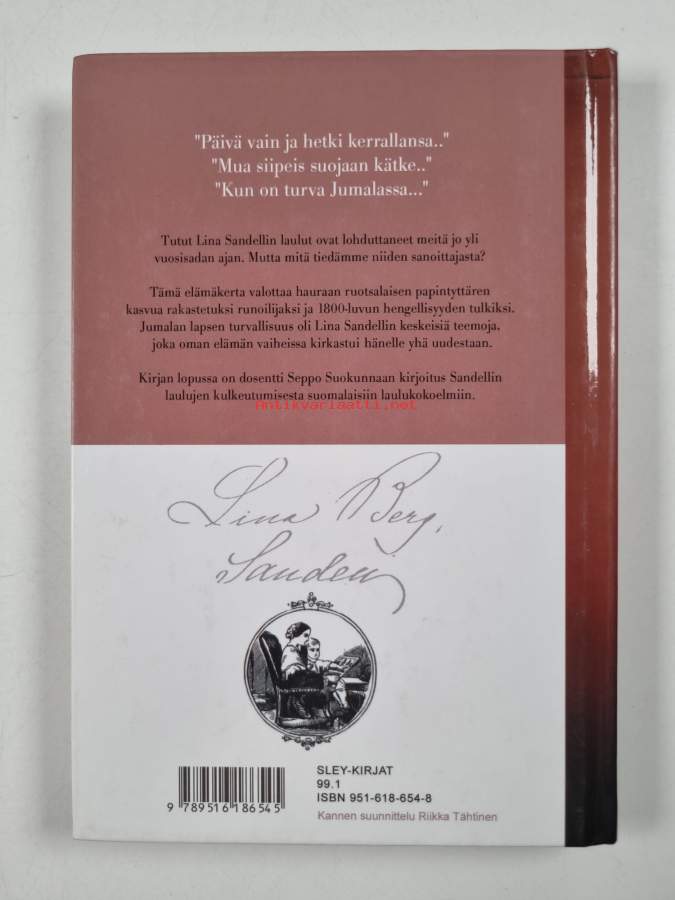 "Päivä vain ja hetki kerrallansa.."
"Mua siipeis suojaan kätke.."
"Kun on turva Jumalassa..."
Tutut Lina Sandellin laulut ovat lohduttaneet meitä jo yli
vuosisadan ajan. Mutta mitä tiedämme niiden sanoittajasta?
Tämä elämäkerta valottaa hauraan ruotsalaisen papintyttären
kasvua rakastetuksi runoilijaksi ja 1800-luvun hengellisyyden tulkiksi.
Jumalan lapsen turvallisuus oli Lina Sandellin keskeisiä teemoja,
joka oman elämän vaiheissa kirkastui hänelle yhä uudestaan.
Kirjan lopussa on dosentti Seppo Suokunnaan kirjoitus Sandellin
laulujen kulkeutumisesta suomalaisiin laulukokoelmiin.
Antikvariaatti.net
Lina Berg,
Sandell
SLEY-KIRJAT
99.1
ISBN 951-618-654-8
Kannen suunnittelu Riikka Tähtinen
9 789516 186545